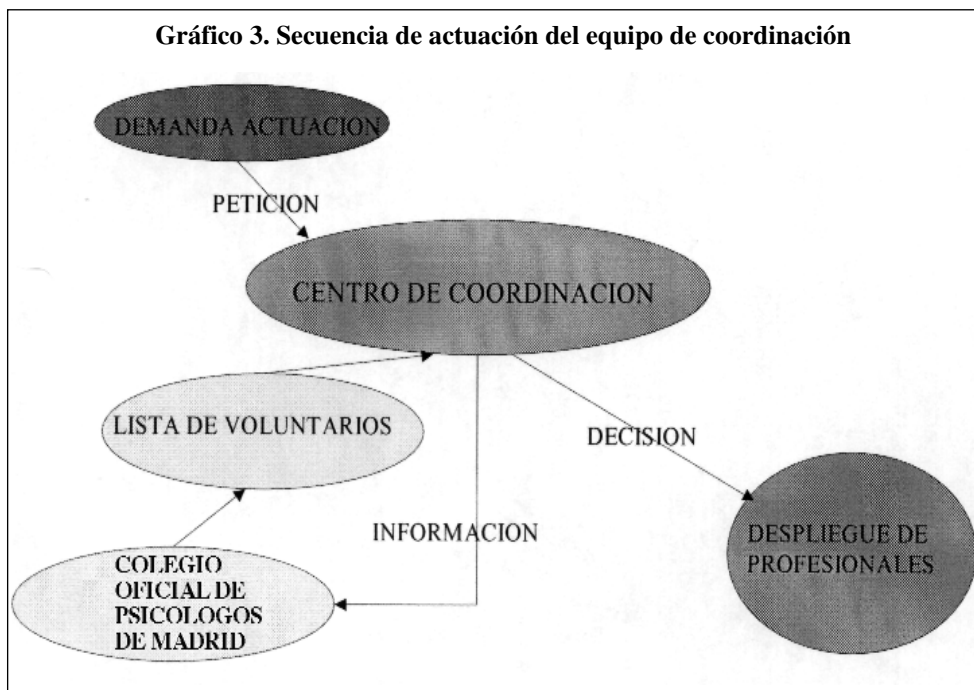 Gráfico 3. Secuencia de actuación del equipo de coordinación
DEMANDA ACTUACION
PETICION
CENTRO DE COORDINACION
LISTA DE VOLUNTARIOS
DECISION
INFORMACION
DESPLIEGUE DE
PROFESIONALES
COLEGIO
OFICIAL DE
PSICOLOGOS
DE MADRID